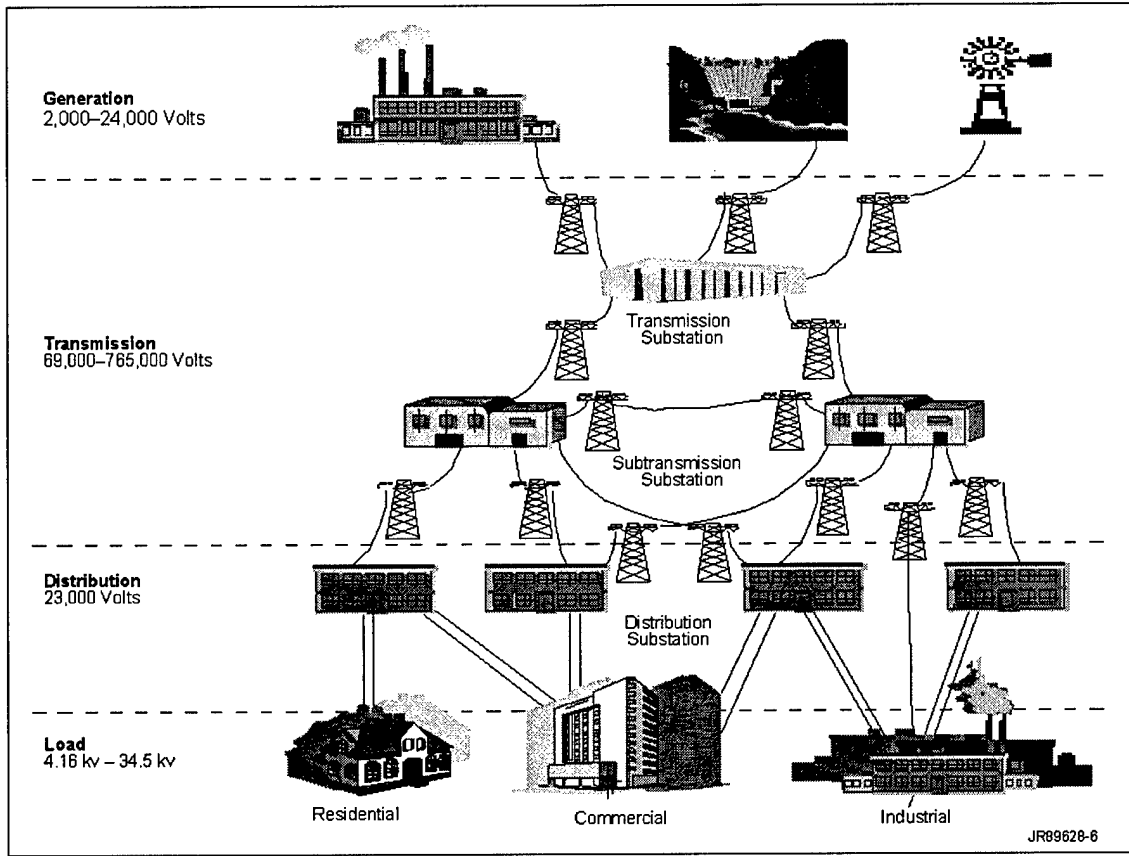 Generation
2,000–24,000 Volts
Transmission
Substation
Transmission
69,000–765,000 Volts
Subtransmission
Substation
Distribution
23,000 Volts
Distribution
Substation
Load
4.16 kv – 34.5 kv
Residential
Commercial
Industrial
JR89628-6